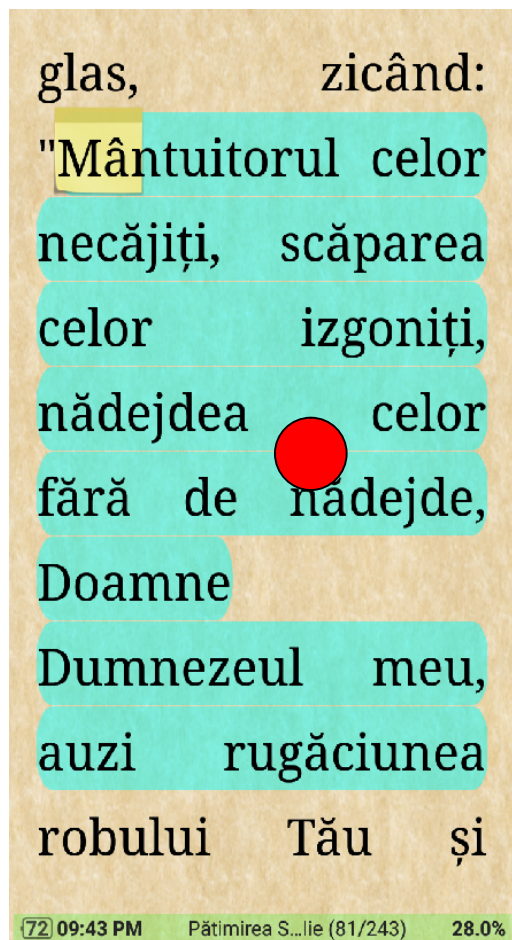 glas, zicând:
"Mântuitorul celor
necăjiți, scăparea
celor izgoniți,
nădejdea celor
fără de nădejde,
Doamne
Dumnezeul meu,
auzi rugăciunea
robului Tău și
72 09:43 PM Pătimirea S...lie (81/243) 28.0%